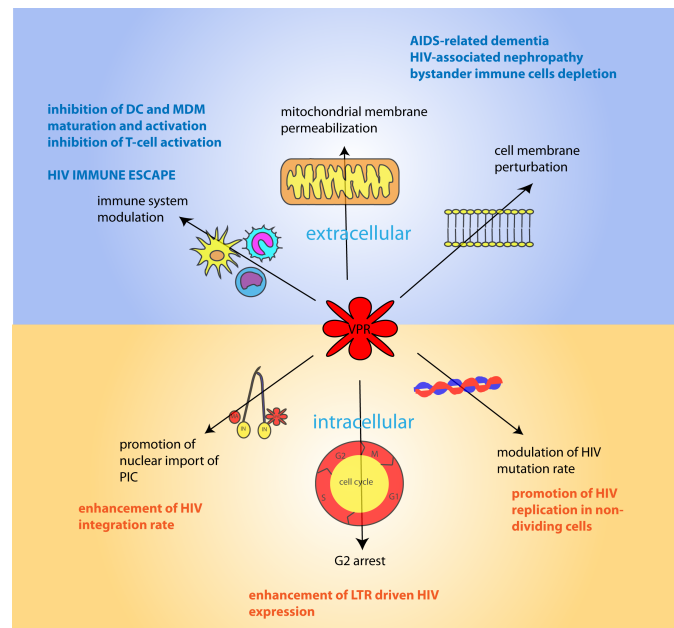 AIDS-related dementia
HIV-associated nephropathy
bystander immune cells depletion
inhibition of DC and MDM
maturation and activation
inhibition of T-cell activation
HIV IMMUNE ESCAPE
mitochondrial membrane
permeabilization
cell membrane
perturbation
immune system
modulation
extracellular
VPR
intracellular
IN
IN
G2
M
cell cycle
S
G1
promotion of
nuclear import of
PIC
enhancement of HIV
integration rate
modulation of HIV
mutation rate
promotion of HIV
replication in non-
dividing cells
G2 arrest
enhancement of LTR driven HIV
expression